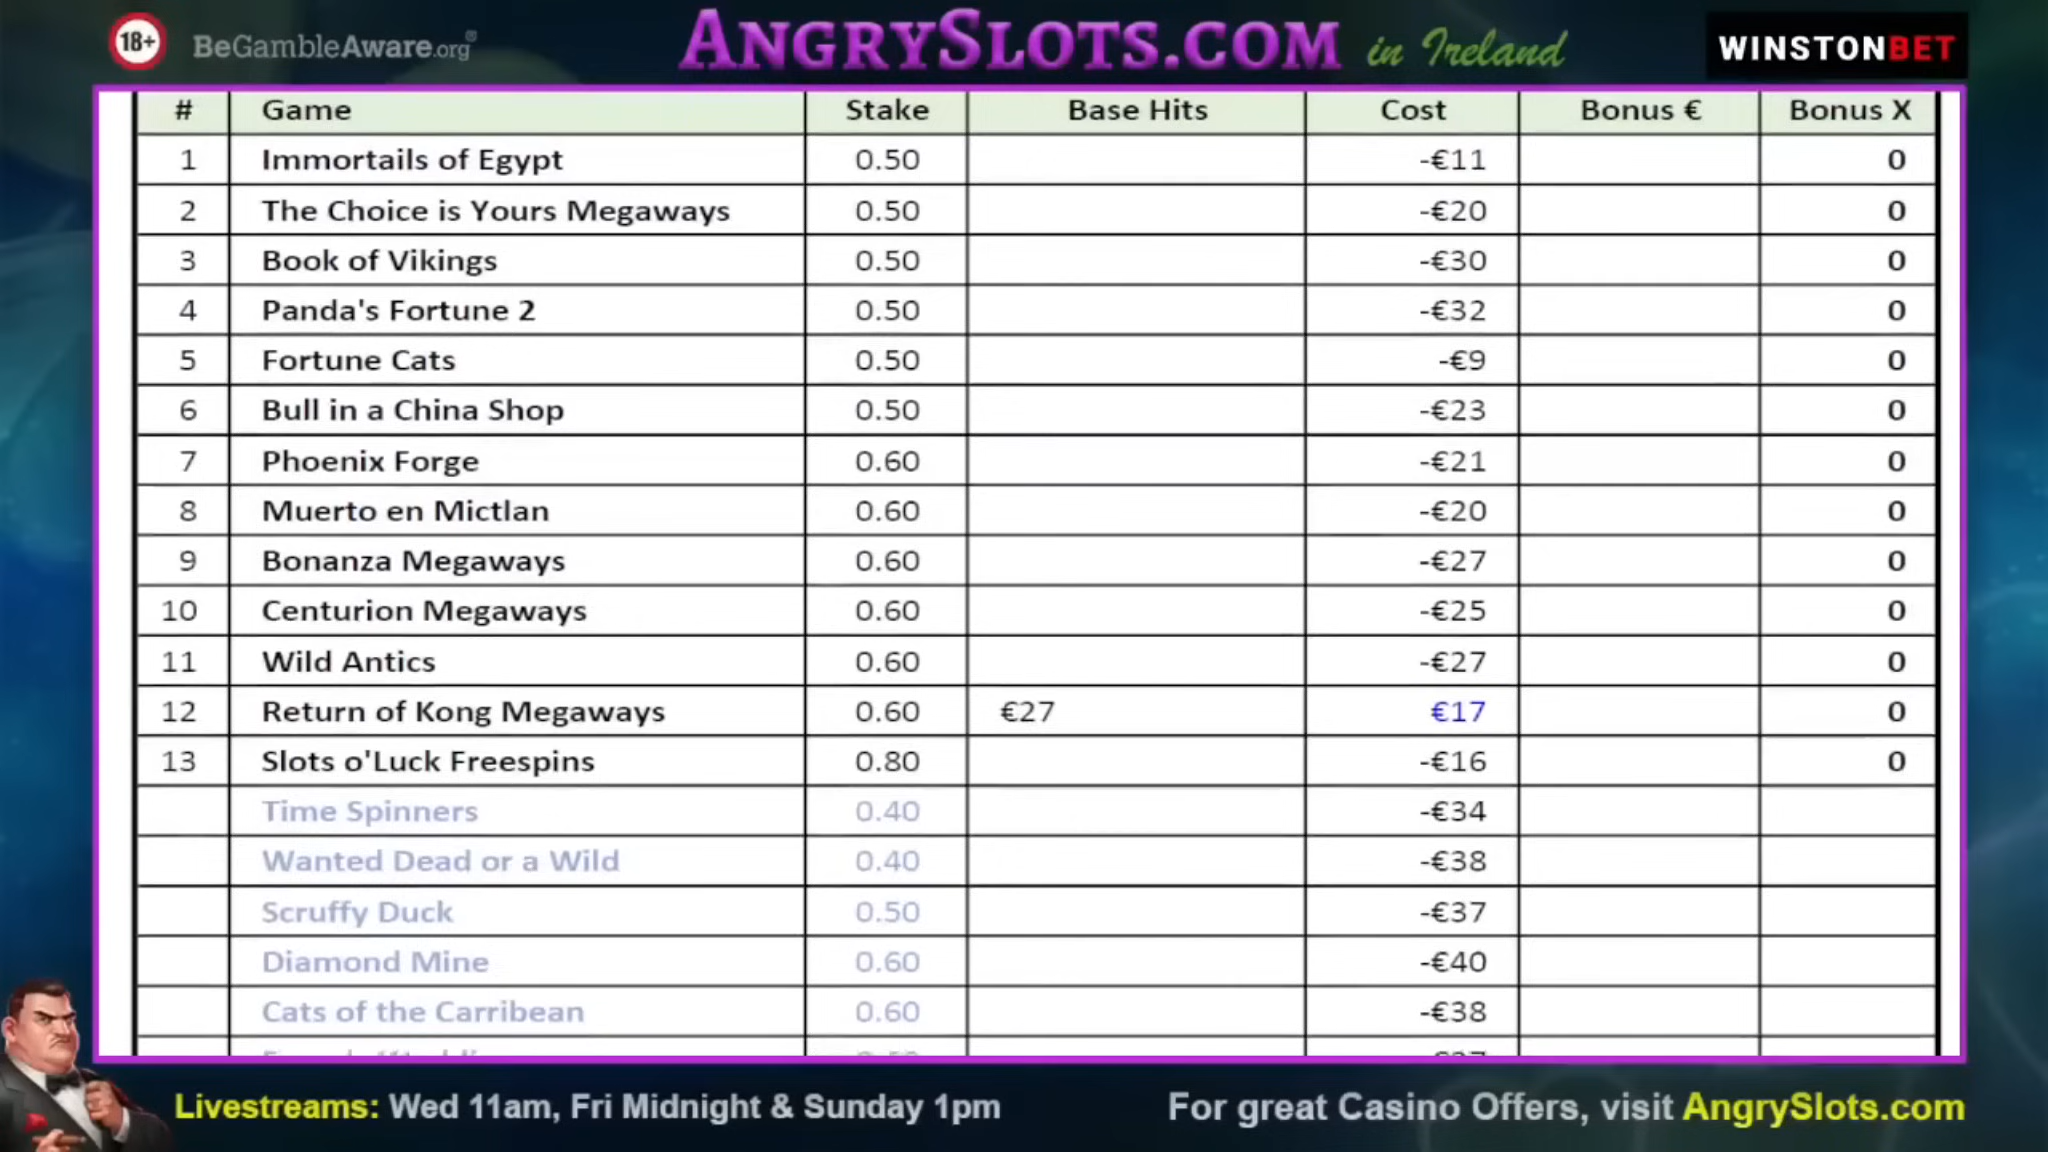 18+ BeGambleAware.org® ANGRYSLOTS.COM in Ireland WINSTONBET
# Game Stake Base Hits Cost Bonus € Bonus X
1 Immortails of Egypt 0.50 -€11 0
2 The Choice is Yours Megaways 0.50 -€20 0
3 Book of Vikings 0.50 -€30 0
4 Panda's Fortune 2 0.50 -€32 0
5 Fortune Cats 0.50 -€9 0
6 Bull in a China Shop 0.50 -€23 0
7 Phoenix Forge 0.60 -€21 0
8 Muerto en Mictlan 0.60 -€20 0
9 Bonanza Megaways 0.60 -€27 0
10 Centurion Megaways 0.60 -€25 0
11 Wild Antics 0.60 -€27 0
12 Return of Kong Megaways 0.60 €27 €17 0
13 Slots o'Luck Freespins 0.80 -€16 0
Time Spinners 0.40 -€34
Wanted Dead or a Wild 0.40 -€38
Scruffy Duck 0.50 -€37
Diamond Mine 0.60 -€40
Cats of the Carribean 0.60 -€38
Livestreams: Wed 11am, Fri Midnight & Sunday 1pm For great Casino Offers, visit AngrySlots.com